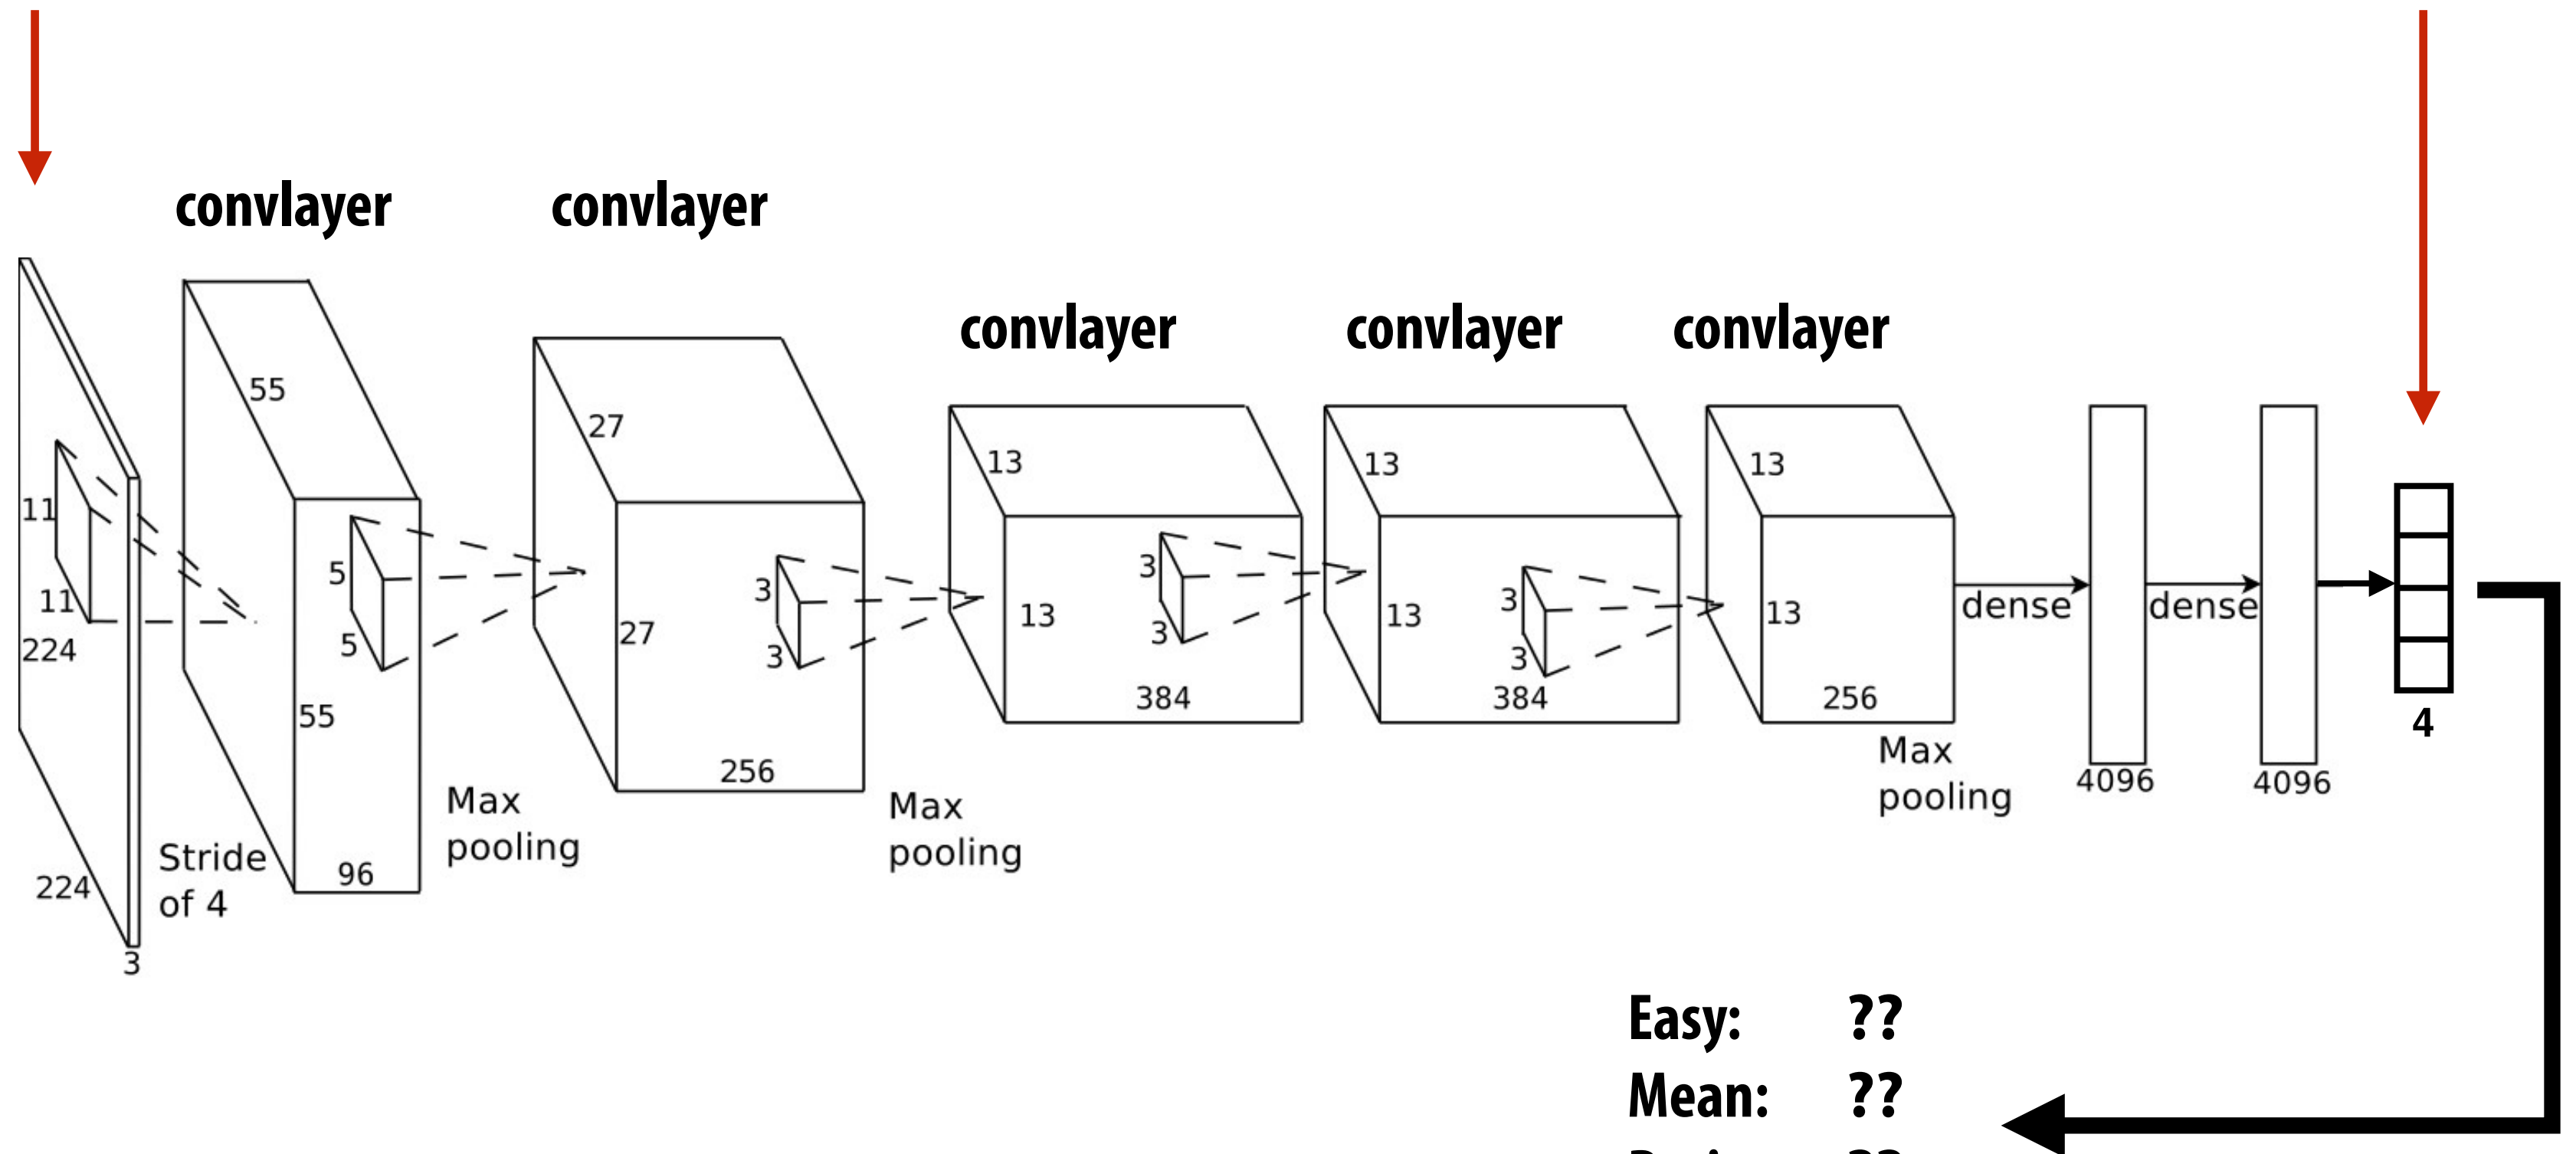 convlayer
convlayer
convlayer
convlayer
convlayer
11
11
224
224
3
Stride
of 4
55
5
5
55
96
Max
pooling
27
3
3
27
256
Max
pooling
13
3
3
13
384
13
3
3
13
384
13
13
256
Max
pooling
dense
4096
dense
4096
4
Easy: ??
Mean: ??